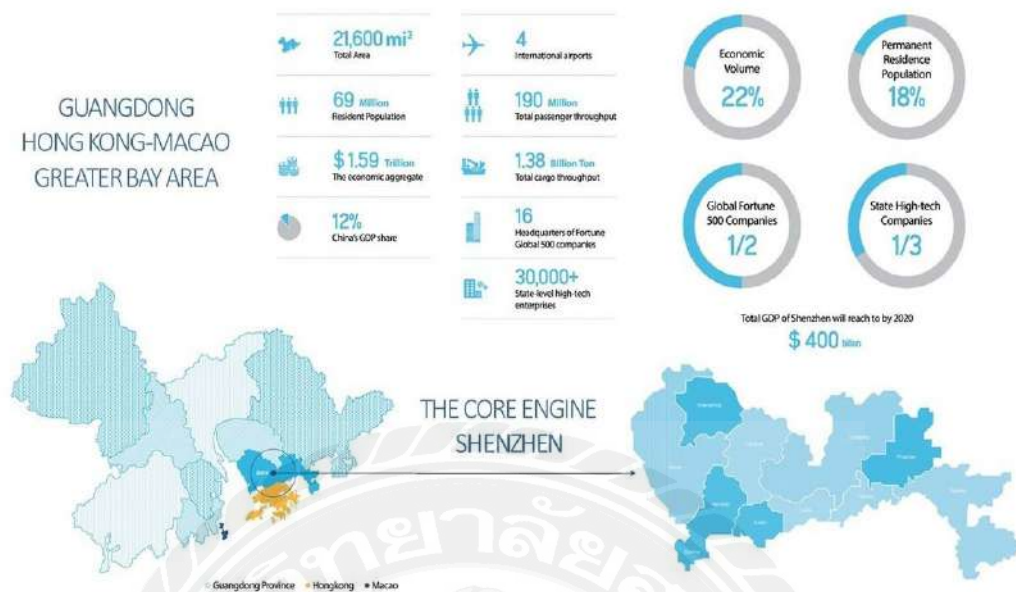 GUANGDONG
HONG KONG-MACAO
GREATER BAY AREA
21,600 mi²
Total Area
69 Million
Resident Population
$ 1.59 Trillion
The economic aggregate
12%
China's GDP share
4
International airports
190 Million
Total passenger throughput
1.38 Billion Ton
Total cargo throughput
16
Headquarters of Fortune
Global 500 companies
30,000+
State-level high-tech
enterprises
Economic
Volume
22%
Permanent
Residence
Population
18%
Global Fortune
500 Companies
1/2
State High-tech
Companies
1/3
Total GDP of Shenzhen will reach to by 2020
$ 400 billion
THE CORE ENGINE
SHENZHEN
Guangdong Province
Hongkong
Macao